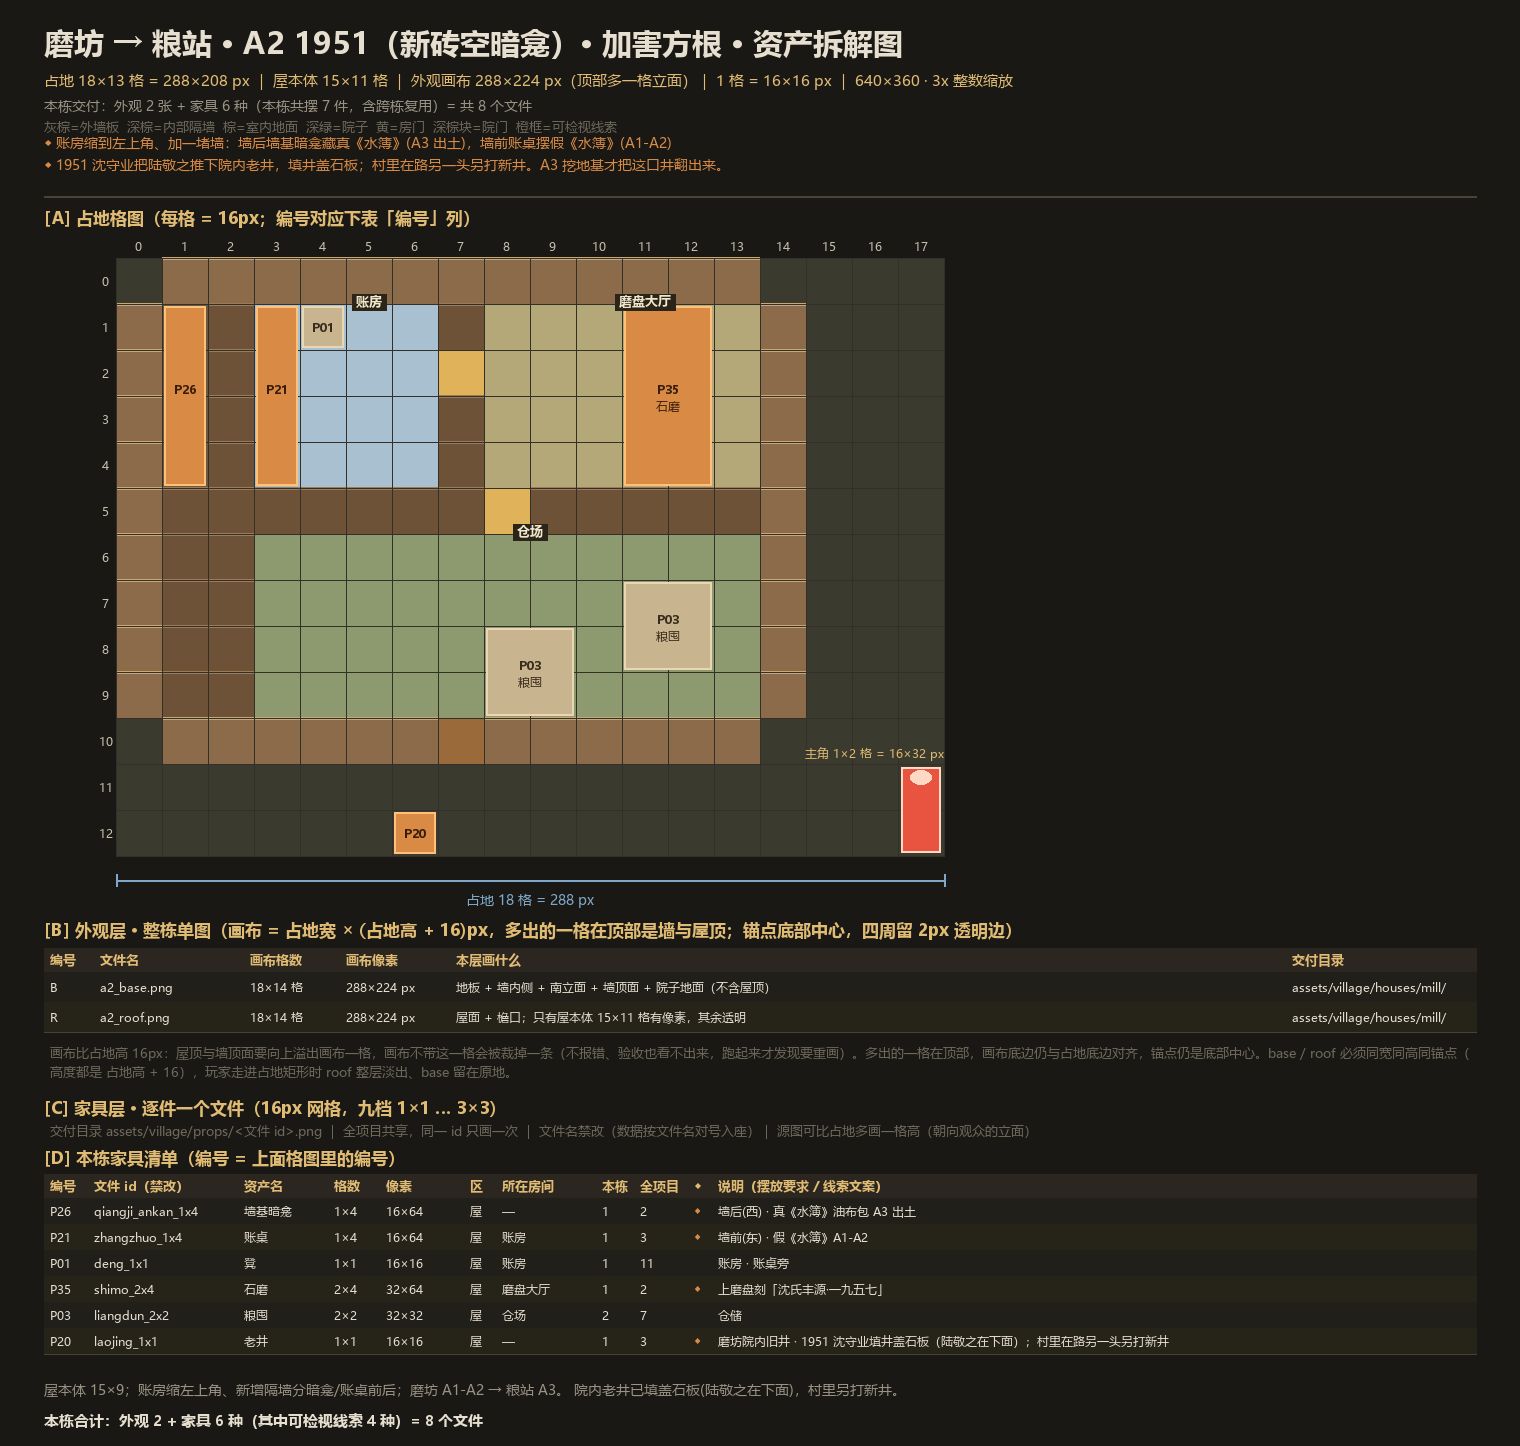 磨坊 → 粮站 • A2 1951（新砖空暗龛）• 加害方根 • 资产拆解图
占地 18×13 格 = 288×208 px ｜ 屋本体 15×11 格 ｜ 外观画布 288×224 px（顶部多一格立面）｜ 1 格 = 16×16 px ｜ 640×360 · 3x 整数缩放
本栋交付：外观 2 张 + 家具 6 种（本栋共摆 7 件，含跨栋复用）= 共 8 个文件
灰棕=外墙板 深棕=内部隔墙 棕=室内地面 深绿=院子 黄=房门 深棕块=院门 橙框=可检视线索
◆ 账房缩到左上角、加一堵墙：墙后墙基暗龛藏真《水簿》(A3 出土)，墙前账桌摆假《水簿》(A1-A2)
◆ 1951 沈守业把陆敬之推下院内老井，填井盖石板；村里在路另一头另打新井。A3 挖地基才把这口井翻出来。
[A] 占地格图（每格 = 16px；编号对应下表「编号」列）
0 1 2 3 4 5 6 7 8 9 10 11 12 13 14 15 16 17
0
账房 磨盘大厅
1 P01
2
P26 P21 P35
石磨
3
4
5
仓场
6
7 P03
粮囤
8 P03
粮囤
9
10
主角 1×2 格 = 16×32 px
11
12 P20
占地 18 格 = 288 px
[B] 外观层 • 整栋单图（画布 = 占地宽 ×（占地高 + 16)px，多出的一格在顶部是墙与屋顶；锚点底部中心，四周留 2px 透明边）
编号 文件名 画布格数 画布像素 本层画什么 交付目录
B a2_base.png 18×14 格 288×224 px 地板 + 墙内侧 + 南立面 + 墙顶面 + 院子地面（不含屋顶） assets/village/houses/mill/
R a2_roof.png 18×14 格 288×224 px 屋面 + 檐口；只有屋本体 15×11 格有像素，其余透明 assets/village/houses/mill/
画布比占地高 16px：屋顶与墙顶面要向上溢出画布一格，画布不带这一格会被裁掉一条（不报错、验收也看不出来，跑起来才发现要重画）。多出的一格在顶部，画布底边仍与占地底边对齐，锚点仍是底部中心。base / roof 必须同宽同高同锚点（
高度都是 占地高 + 16），玩家走进占地矩形时 roof 整层淡出、base 留在原地。
[C] 家具层 • 逐件一个文件（16px 网格，九档 1×1 … 3×3）
交付目录 assets/village/props/<文件 id>.png ｜ 全项目共享，同一 id 只画一次 ｜ 文件名禁改（数据按文件名对号入座）｜ 源图可比占地多画一格高（朝向观众的立面）
[D] 本栋家具清单（编号 = 上面格图里的编号）
编号 文件 id（禁改） 资产名 格数 像素 区 所在房间 本栋 全项目 ◆ 说明（摆放要求 / 线索文案）
P26 qiangji_ankan_1x4 墙基暗龛 1×4 16×64 屋 — 1 2 ◆ 墙后(西) · 真《水簿》油布包 A3 出土
P21 zhangzhuo_1x4 账桌 1×4 16×64 屋 账房 1 3 ◆ 墙前(东) · 假《水簿》A1-A2
P01 deng_1x1 凳 1×1 16×16 屋 账房 1 11 账房 · 账桌旁
P35 shimo_2x4 石磨 2×4 32×64 屋 磨盘大厅 1 2 ◆ 上磨盘刻「沈氏丰源·一九五七」
P03 liangdun_2x2 粮囤 2×2 32×32 屋 仓场 2 7 仓储
P20 laojing_1x1 老井 1×1 16×16 屋 — 1 3 ◆ 磨坊院内旧井 · 1951 沈守业填井盖石板（陆敬之在下面）；村里在路另一头另打新井
屋本体 15×9；账房缩左上角、新增隔墙分暗龛/账桌前后；磨坊 A1-A2 → 粮站 A3。 院内老井已填盖石板(陆敬之在下面)，村里另打新井。
本栋合计：外观 2 + 家具 6 种（其中可检视线索 4 种）= 8 个文件